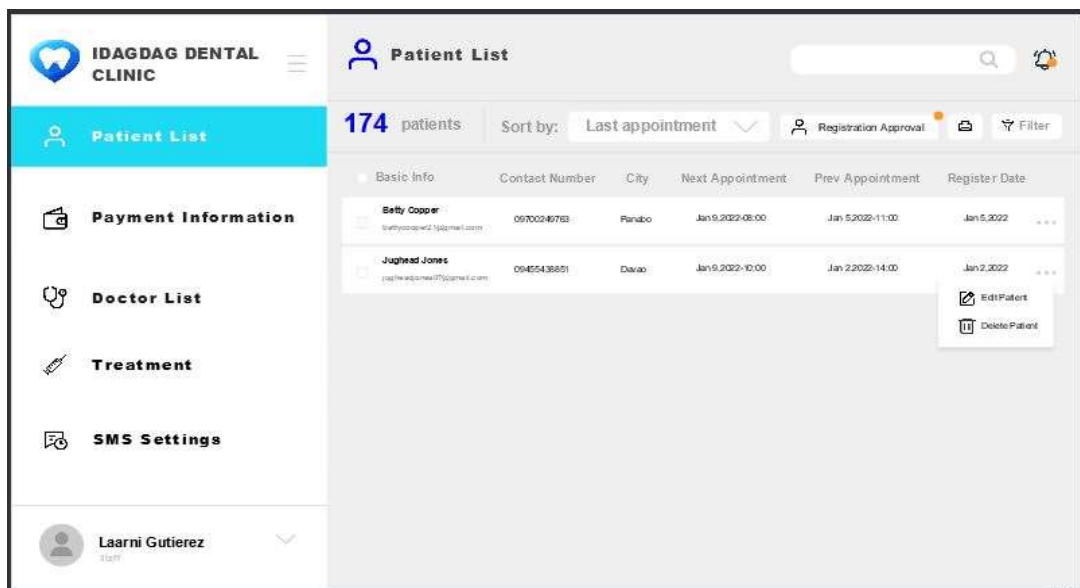 IDAGDAG DENTAL
CLINIC
Patient List
Payment Information
Doctor List
Treatment
SMS Settings
Laarni Gutierez
Staff
Patient List
174 patients Sort by: Last appointment Registration Approval Filter
Basic Info Contact Number City Next Appointment Prev Appointment Register Date
Betty Copper 09700249763 Panabo Jan 9,2022-08:00 Jan 5,2022-11:00 Jan 5,2022
Jughead Jones 09455438851 Davao Jan 9,2022-10:00 Jan 2,2022-14:00 Jan 2,2022
Edit Patient
Delete Patient